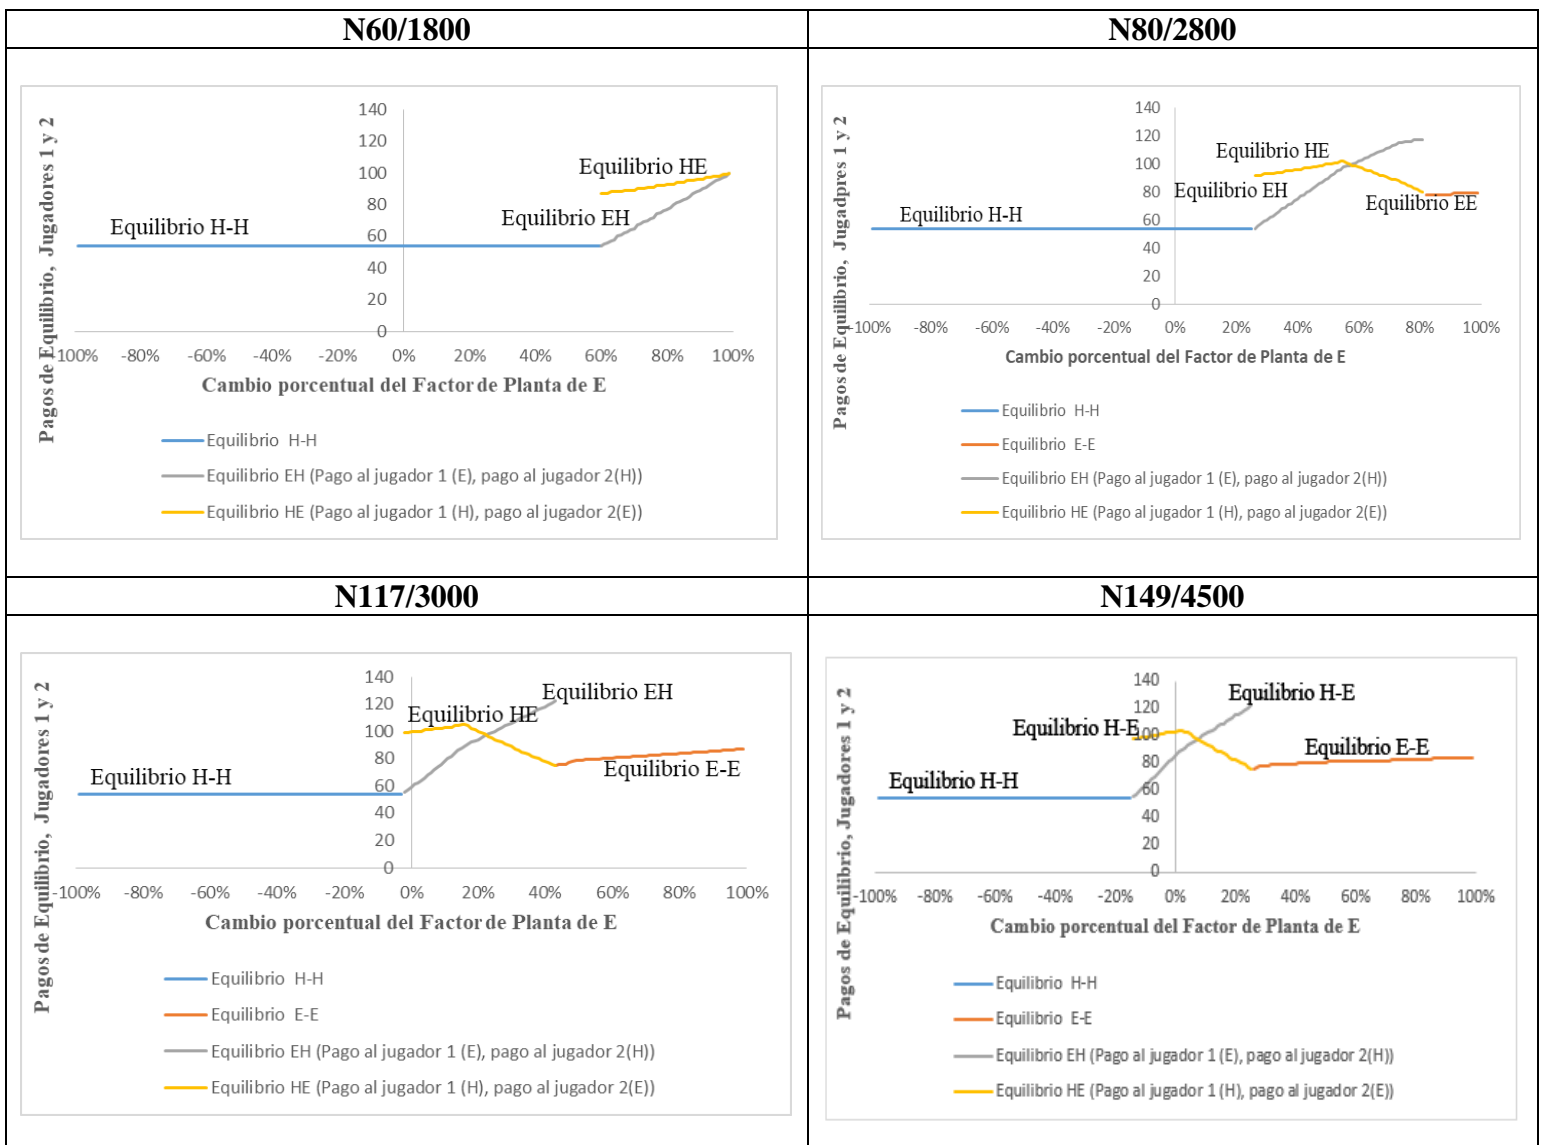 N60/1800
Pagos de Equilibrio, Jugadores 1 y 2
140
120
100
80
60
40
20
0
Equilibrio HE
Equilibrio EH
Equilibrio H-H
-100%
-80%
-60%
-40%
-20%
0%
20%
40%
60%
80%
100%
Cambio porcentual del Factor de Planta de E
Equilibrio H-H
Equilibrio EH (Pago al jugador 1 (E), pago al jugador 2(H))
Equilibrio HE (Pago al jugador 1 (H), pago al jugador 2(E))
N80/2800
Pagos de Equilibrio, Jugadpres 1 y 2
140
120
100
80
60
40
20
0
Equilibrio HE
Equilibrio EH
Equilibrio EE
Equilibrio H-H
-100%
-80%
-60%
-40%
-20%
0%
20%
40%
60%
80%
100%
Cambio porcentual del Factor de Planta de E
Equilibrio H-H
Equilibrio E-E
Equilibrio EH (Pago al jugador 1 (E), pago al jugador 2(H))
Equilibrio HE (Pago al jugador 1 (H), pago al jugador 2(E))
N117/3000
Pagos de Equilibrio, Jugadores 1 y 2
140
120
100
80
60
40
20
0
Equilibrio EH
Equilibrio HE
Equilibrio E-E
Equilibrio H-H
-100%
-80%
-60%
-40%
-20%
0%
20%
40%
60%
80%
100%
Cambio porcentual del Factor de Planta de E
Equilibrio H-H
Equilibrio E-E
Equilibrio EH (Pago al jugador 1 (E), pago al jugador 2(H))
Equilibrio HE (Pago al jugador 1 (H), pago al jugador 2(E))
N149/4500
Pagos de Equilibrio, Jugadores 1 y 2
140
120
100
80
60
40
20
0
Equilibrio H-E
Equilibrio H-E
Equilibrio E-E
Equilibrio H-H
-100%
-80%
-60%
-40%
-20%
0%
20%
40%
60%
80%
100%
Cambio porcentual del Factor de Planta de E
Equilibrio H-H
Equilibrio E-E
Equilibrio EH (Pago al jugador 1 (E), pago al jugador 2(H))
Equilibrio HE (Pago al jugador 1 (H), pago al jugador 2(E))